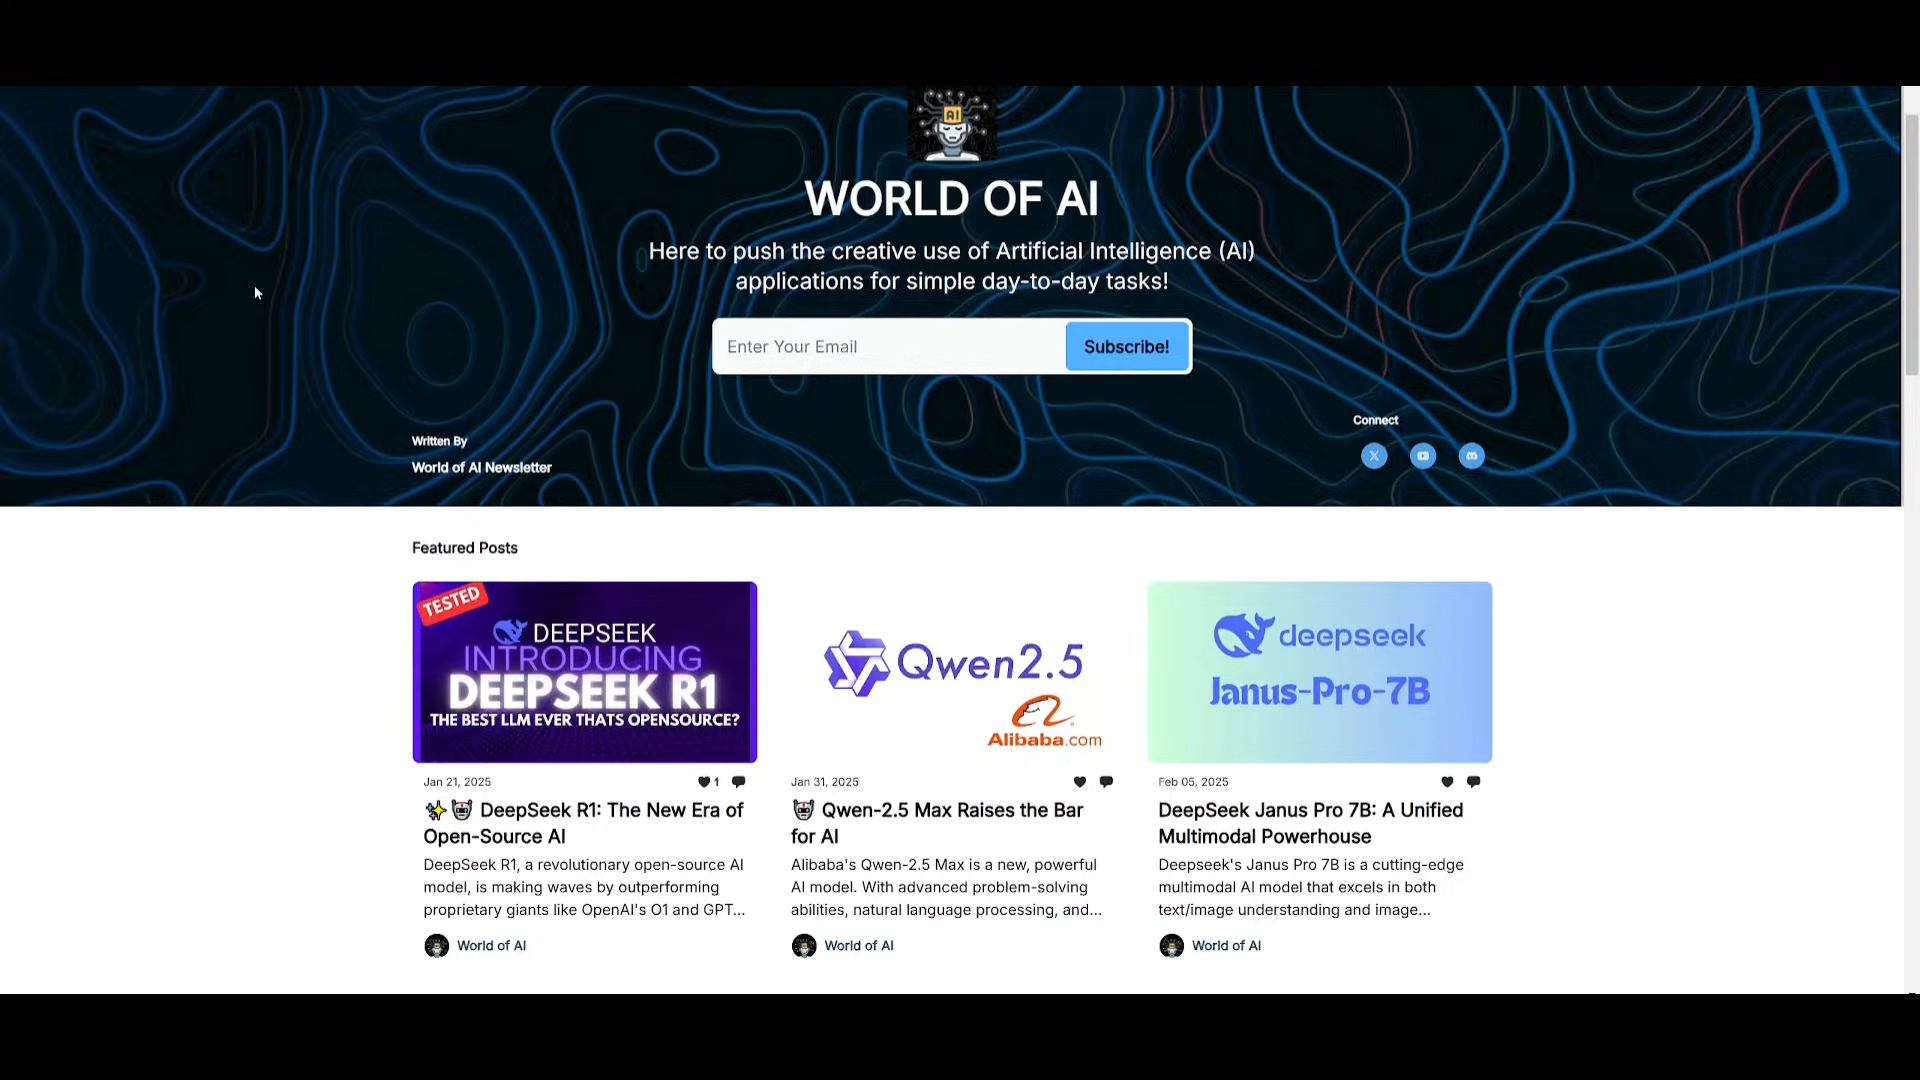 AI
WORLD OF AI
Here to push the creative use of Artificial Intelligence (AI)
applications for simple day-to-day tasks!
Enter Your Email
Subscribe!
Connect
Written By
World of AI Newsletter
Featured Posts
TESTED
DEEPSEEK
INTRODUCING
DEEPSEEK R1
THE BEST LLM EVER THATS OPENSOURCE?
Jan 21, 2025
1
✨🤖 DeepSeek R1: The New Era of
Open-Source AI
DeepSeek R1, a revolutionary open-source AI
model, is making waves by outperforming
proprietary giants like OpenAI's O1 and GPT...
World of AI
Qwen2.5
Alibaba.com
Jan 31, 2025
🤖 Qwen-2.5 Max Raises the Bar
for AI
Alibaba's Qwen-2.5 Max is a new, powerful
AI model. With advanced problem-solving
abilities, natural language processing, and...
World of AI
deepseek
Janus-Pro-7B
Feb 05, 2025
DeepSeek Janus Pro 7B: A Unified
Multimodal Powerhouse
Deepseek's Janus Pro 7B is a cutting-edge
multimodal AI model that excels in both
text/image understanding and image...
World of AI